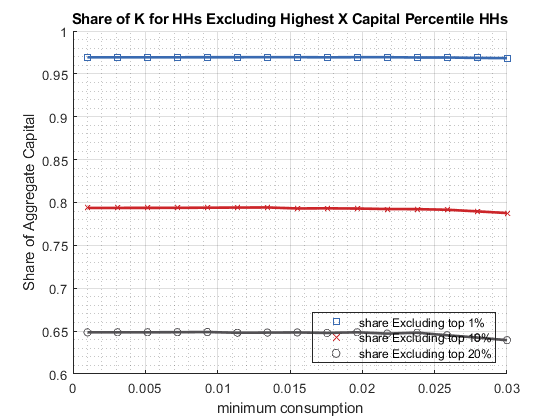 Share of K for HHs Excluding Highest X Capital Percentile HHs
1
0.95
0.9
0.85
0.8
0.75
0.7
0.65
0.6
Share of Aggregate Capital
share Excluding top 1%
share Excluding top 10%
share Excluding top 20%
0 0.005 0.01 0.015 0.02 0.025 0.03
minimum consumption